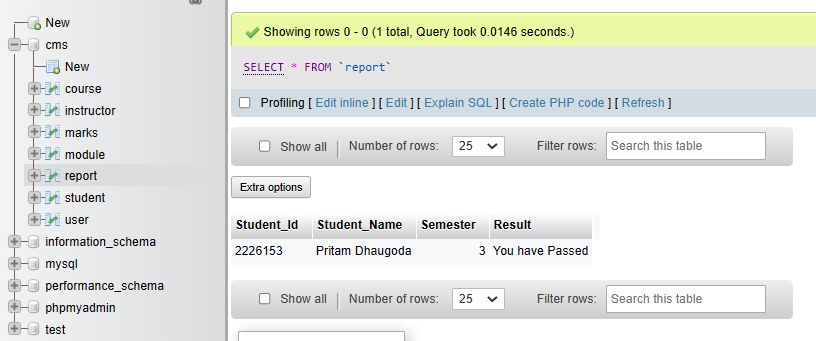 New
cms
New
course
instructor
marks
module
report
student
user
information_schema
mysql
performance_schema
phpmyadmin
test
Showing rows 0 - 0 (1 total, Query took 0.0146 seconds.)
SELECT * FROM `report`
Profiling [ Edit inline ] [ Edit ] [ Explain SQL ] [ Create PHP code ] [ Refresh ]
Show all | Number of rows: 25 Filter rows: Search this table
Extra options
Student_Id Student_Name Semester Result
2226153 Pritam Dhaugoda 3 You have Passed
Show all | Number of rows: 25 Filter rows: Search this table